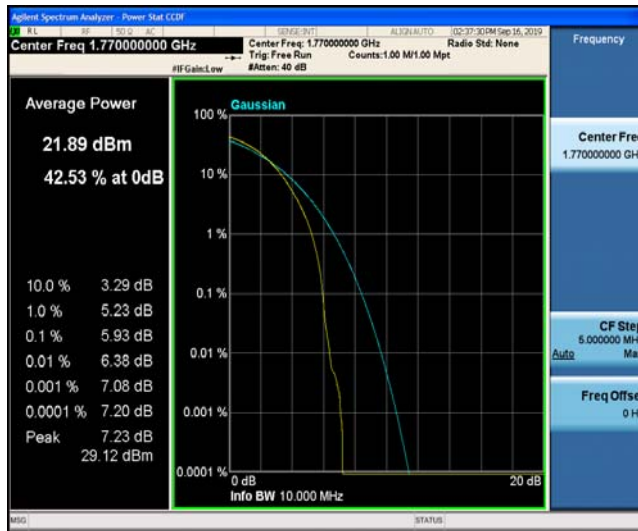 Agilent Spectrum Analyzer - Power Stat CCDF
RL RF 50 Ω AC SENSE:INT ALIGN AUTO 02:37:30 PM Sep 16, 2019
Center Freq 1.770000000 GHz
Center Freq: 1.770000000 GHz Radio Std: None
Trig: Free Run Counts:1.00 M/1.00 Mpt
#IFGain:Low #Atten: 40 dB
Frequency
Average Power
21.89 dBm
42.53 % at 0dB
10.0 % 3.29 dB
1.0 % 5.23 dB
0.1 % 5.93 dB
0.01 % 6.38 dB
0.001 % 7.08 dB
0.0001 % 7.20 dB
Peak 7.23 dB
29.12 dBm
Gaussian
100 %
10 %
1 %
0.1 %
0.01 %
0.001 %
0.0001 %
0 dB 20 dB
Info BW 10.000 MHz
Center Fre
1.770000000 GH
CF Ste
5.000000 MH
Auto Ma
Freq Offse
0 H
MSG STATUS